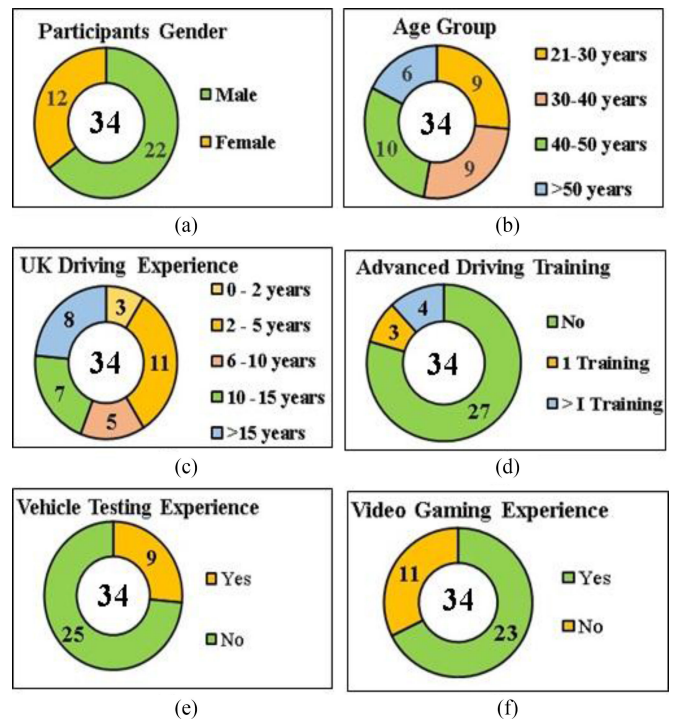 Participants Gender
12
34
22
Male
Female
(a)
Age Group
6
9
34
10
9
21-30 years
30-40 years
40-50 years
>50 years
(b)
UK Driving Experience
3
8
34
11
7
5
0 - 2 years
2 - 5 years
6 -10 years
10 -15 years
>15 years
(c)
Advanced Driving Training
4
3
34
27
No
1 Training
> I Training
(d)
Vehicle Testing Experience
9
34
25
Yes
No
(e)
Video Gaming Experience
11
34
23
Yes
No
(f)